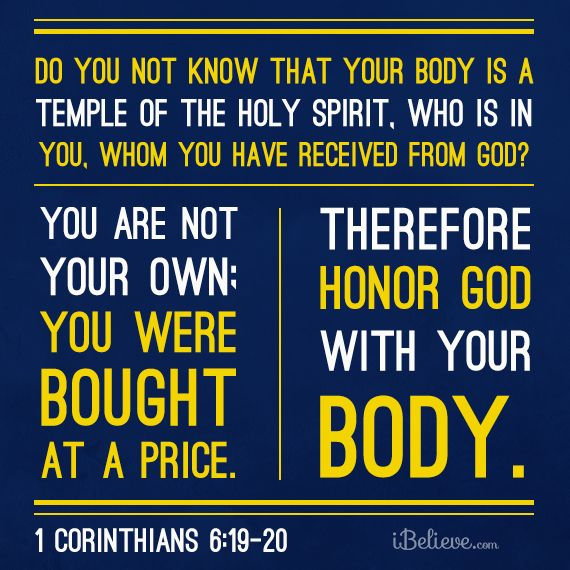 DO YOU NOT KNOW THAT YOUR BODY IS A
TEMPLE OF THE HOLY SPIRIT, WHO IS IN
YOU, WHOM YOU HAVE RECEIVED FROM GOD?
YOU ARE NOT
YOUR OWN;
YOU WERE
BOUGHT
AT A PRICE.
THEREFORE
HONOR GOD
WITH YOUR
BODY.
1 CORINTHIANS 6:19-20
iBelieve.com